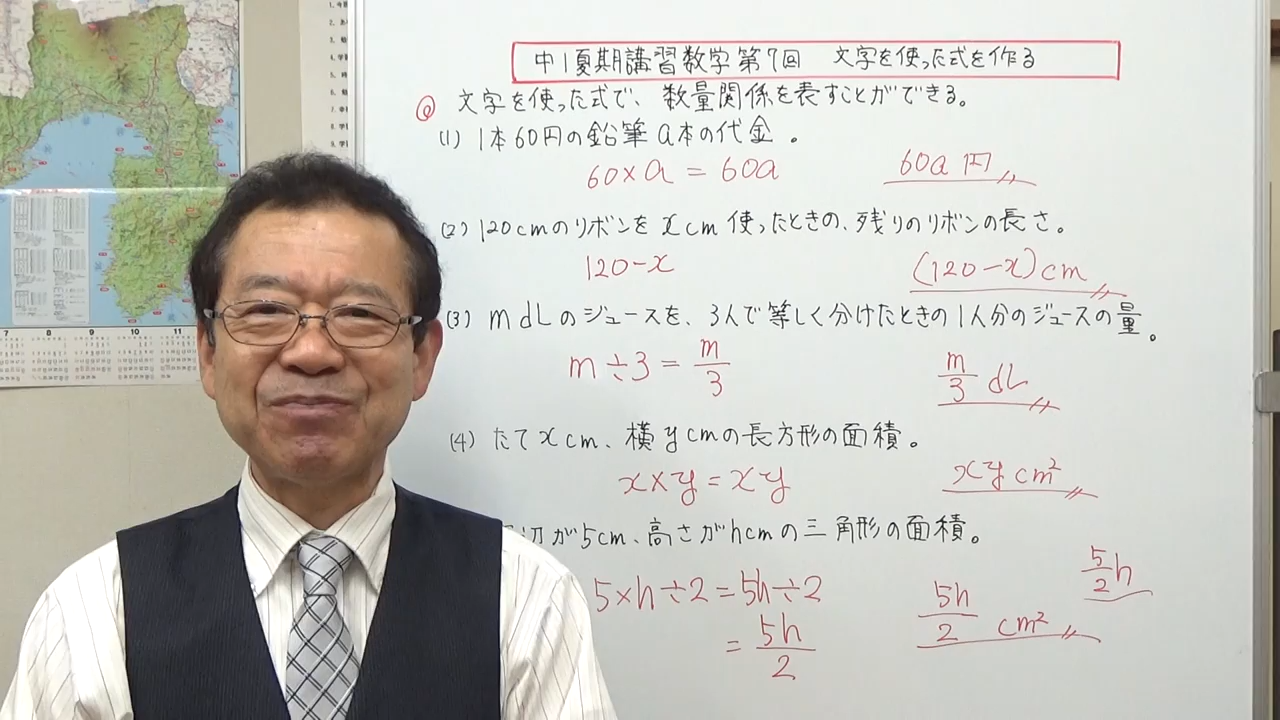 中1夏期講習数学第7回 文字を使った式を作る
◎ 文字を使った式で、数量関係を表すことができる。
(1) 1本60円の鉛筆a本の代金。
60×a = 60a
60a円
(2) 120cmのリボンをxcm使ったときの、残りのリボンの長さ。
120-x
(120-x)cm
(3) mdLのジュースを、3人で等しく分けたときの1人分のジュースの量。
m÷3 = m/3
m/3 dL
(4) たてxcm、横ycmの長方形の面積。
x×y = xy
xy cm²
辺が5cm、高さがhcmの三角形の面積。
5×h÷2 = 5h÷2
= 5h/2
5h/2 cm²
5/2h
7 8 9 10 11